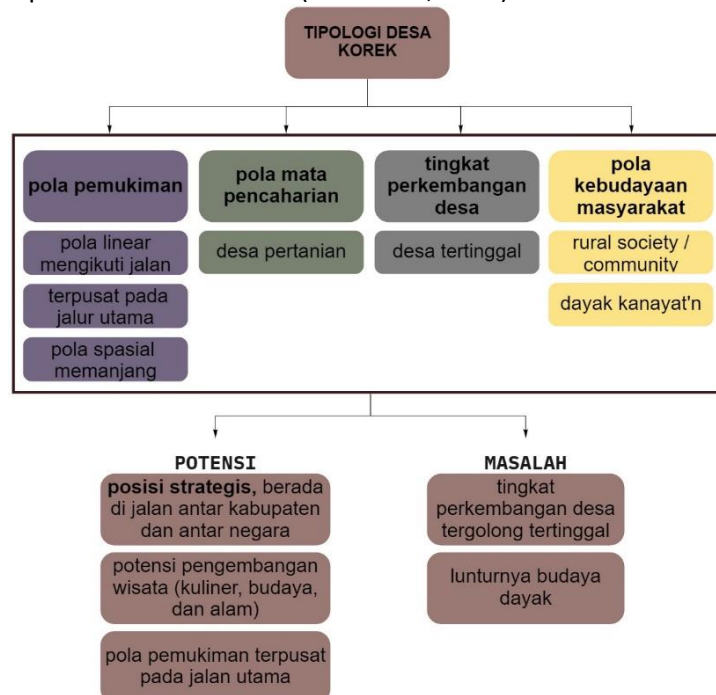 TIPOLOGI DESA
KOREK
pola pemukiman
pola linear
mengikuti jalan
terpusat pada
jalur utama
pola spasial
memanjang
pola mata
pencaharian
desa pertanian
tingkat
perkembangan
desa
desa tertinggal
pola
kebudayaan
masyarakat
rural society /
community
dayak kanayat'n
POTENSI
posisi strategis, berada
di jalan antar kabupaten
dan antar negara
potensi pengembangan
wisata (kuliner, budaya,
dan alam)
pola pemukiman terpusat
pada jalan utama
MASALAH
tingkat
perkembangan desa
tergolong tertinggal
lunturnya budaya
dayak